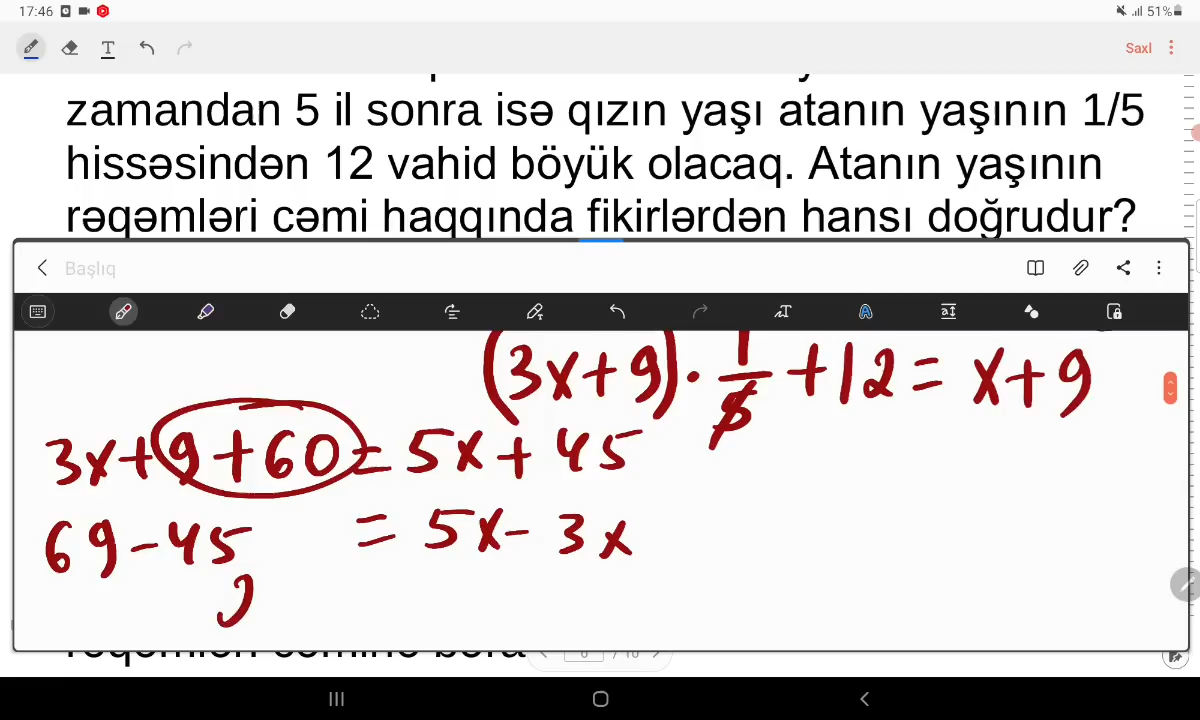 17:46
51%
T
Saxl
zamandan 5 il sonra isə qızın yaşı atanın yaşının 1/5
hissəsindən 12 vahid böyük olacaq. Atanın yaşının
rəqəmləri cəmi haqqında fikirlərdən hansı doğrudur?
Başlıq
(3x+9)·1/5+12=x+9
3x+9+60=5x+45
69-45=5x-3x